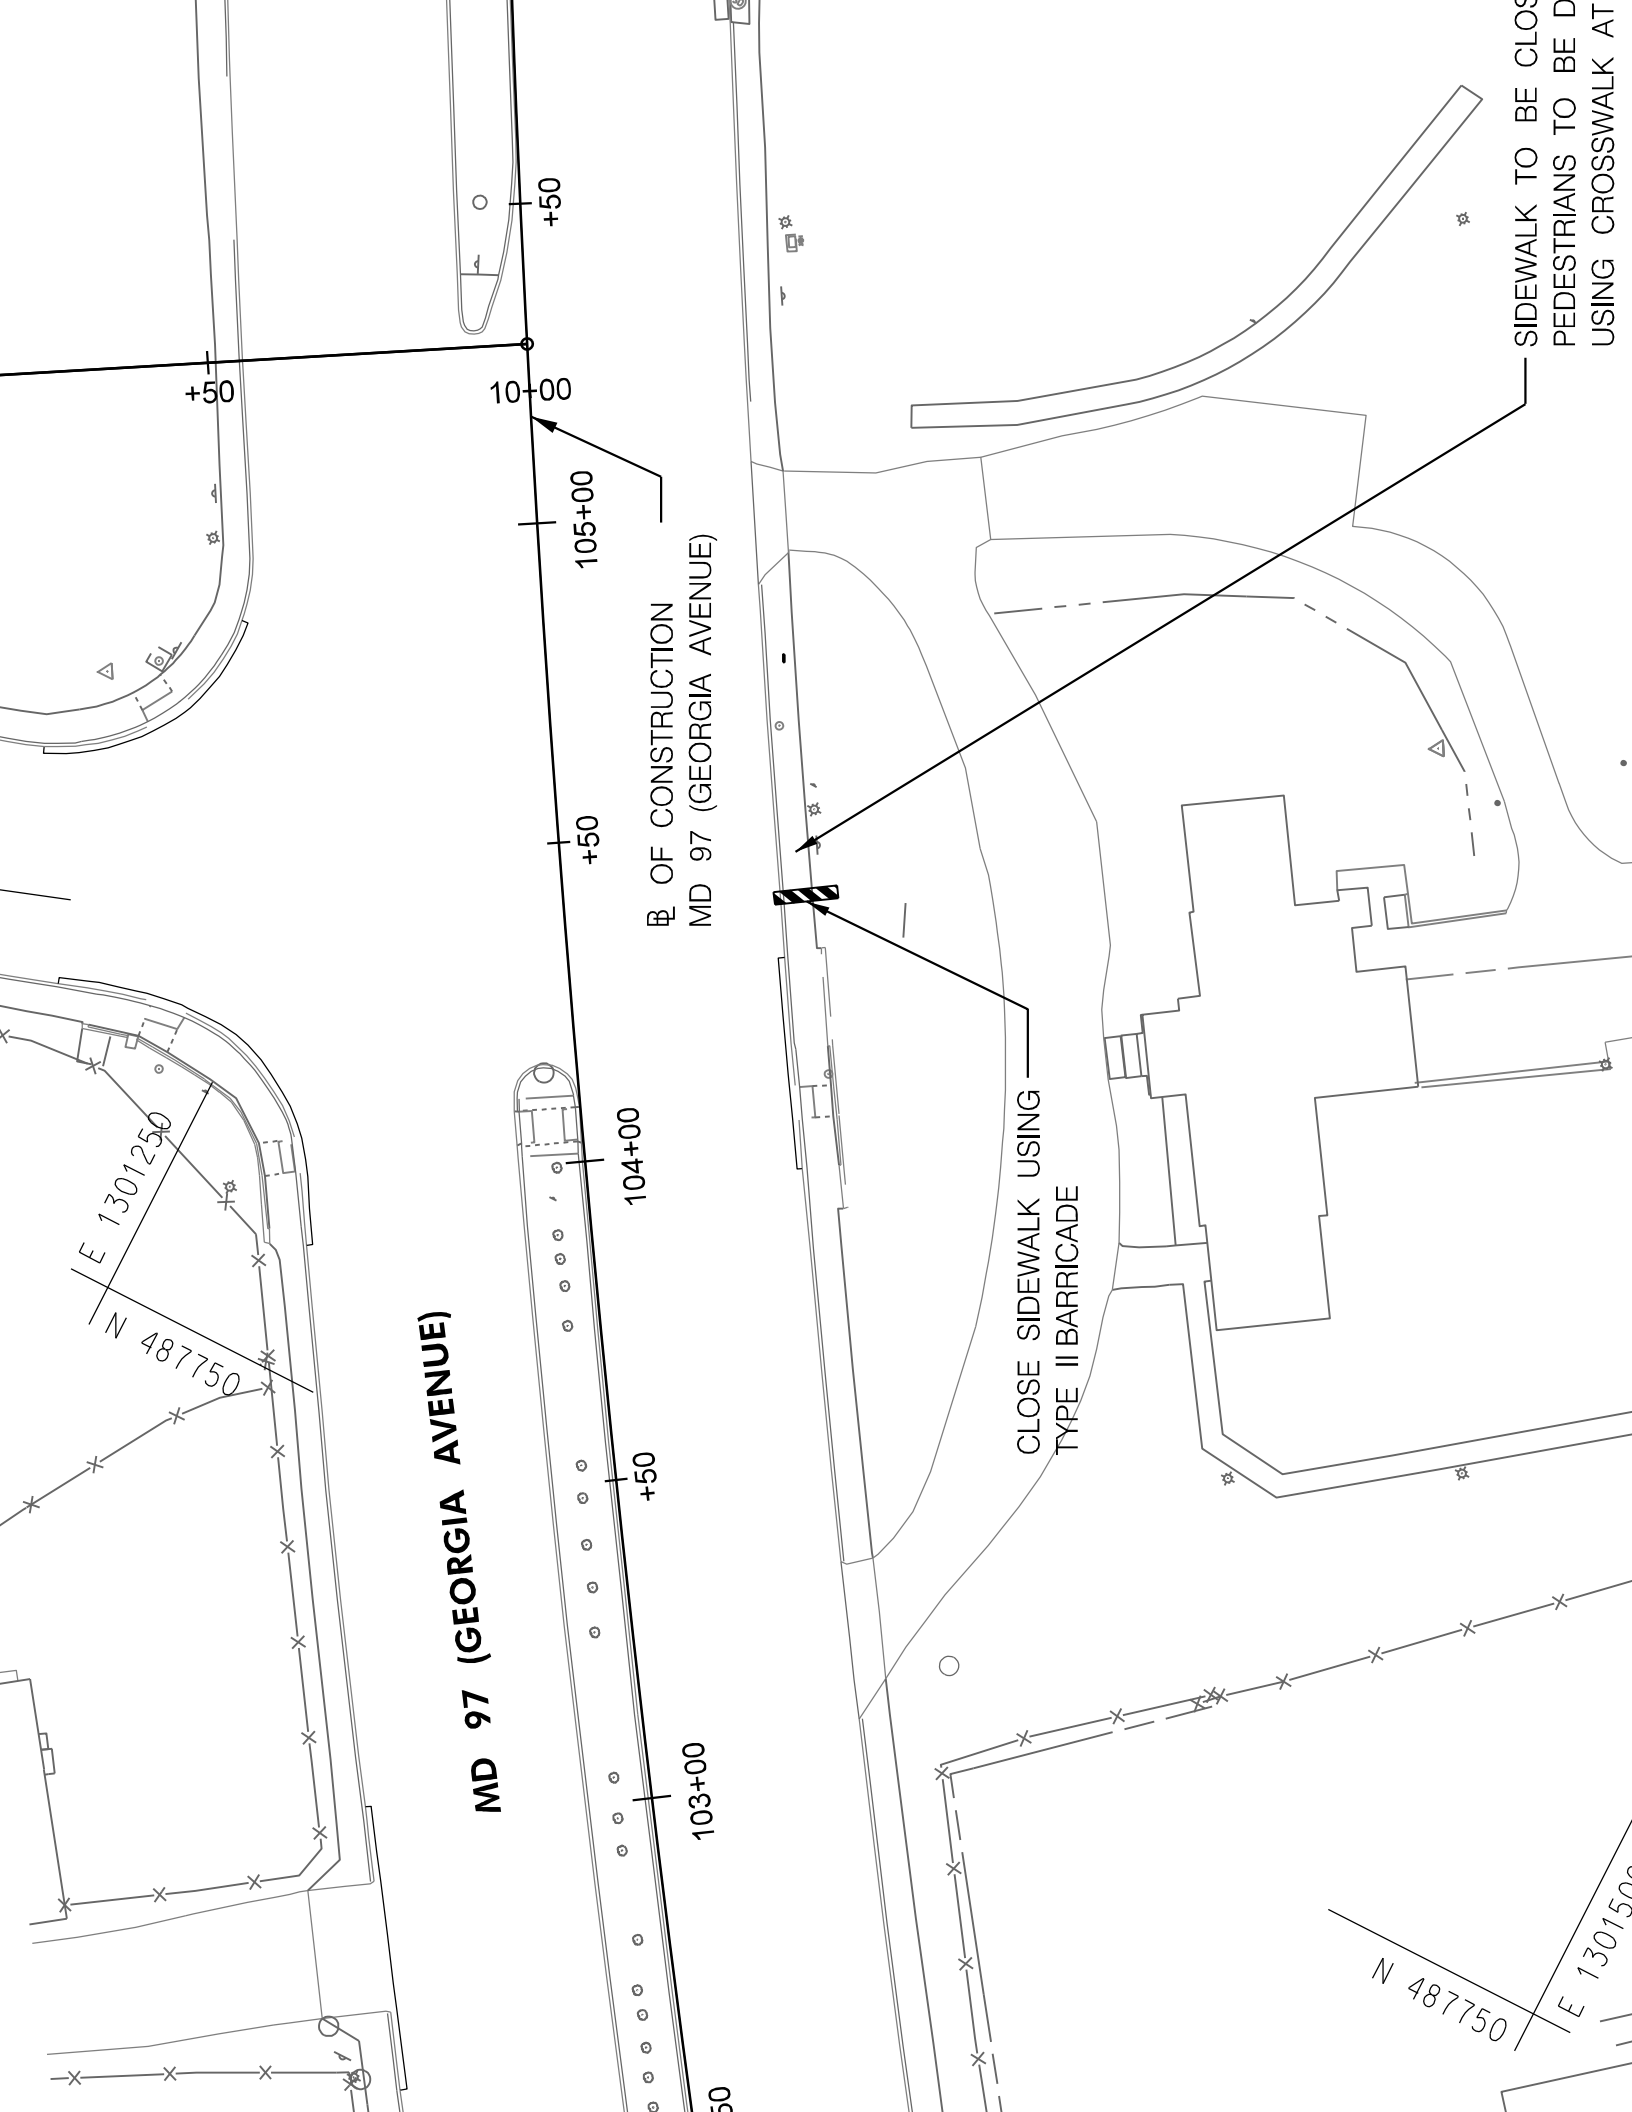 SIDEWALK TO BE CLOS
PEDESTRIANS TO BE D
USING CROSSWALK AT
+50
+50
10+00
105+00
℄ OF CONSTRUCTION
MD 97 (GEORGIA AVENUE)
+50
CLOSE SIDEWALK USING
TYPE II BARRICADE
104+00
E 1301250
N 487750
MD 97 (GEORGIA AVENUE)
+50
103+00
N 487750
E 130150
50